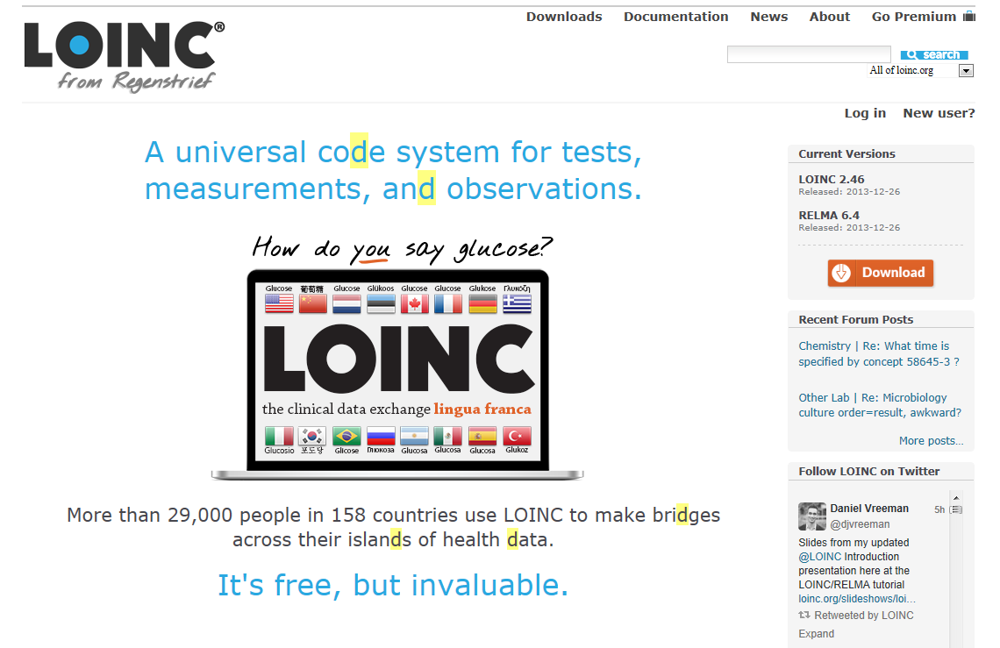 Downloads Documentation News About Go Premium
LOINC®
from Regenstrief
search
All of loinc.org
Log in New user?
A universal code system for tests,
measurements, and observations.
How do you say glucose?
Glucose 葡萄糖 Glucose Glükoos Glucose Glucose Glukose Γλυκόζη
LOINC
the clinical data exchange lingua franca
Glucosio 포도당 Glicose глюкоза Glucosa Glucosa Glucosa Glukoz
More than 29,000 people in 158 countries use LOINC to make bridges
across their islands of health data.
It's free, but invaluable.
Current Versions
LOINC 2.46
Released: 2013-12-26
RELMA 6.4
Released: 2013-12-26
Download
Recent Forum Posts
Chemistry | Re: What time is
specified by concept 58645-3 ?
Other Lab | Re: Microbiology
culture order=result, awkward?
More posts...
Follow LOINC on Twitter
Daniel Vreeman 5h
@djvreeman
Slides from my updated
@LOINC Introduction
presentation here at the
LOINC/RELMA tutorial
loinc.org/slideshows/loi…
Retweeted by LOINC
Expand